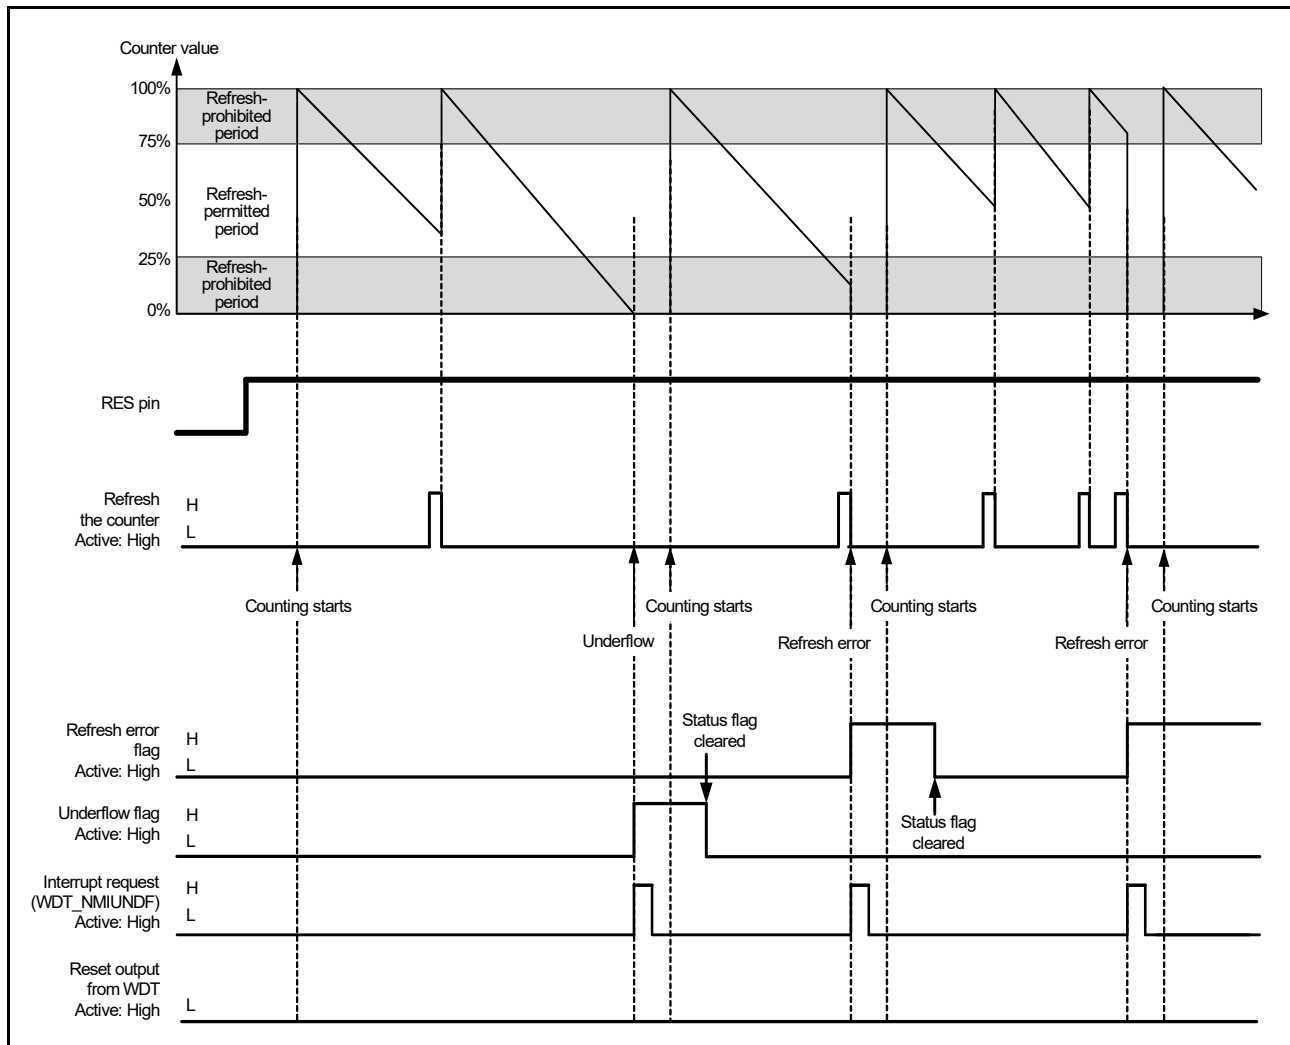 Counter value
100%
Refresh-
prohibited
period
75%
50%
Refresh-
permitted
period
25%
Refresh-
prohibited
period
0%
RES pin
Refresh
the counter
Active: High
H
L
Counting starts
Counting starts
Counting starts
Counting starts
Underflow
Refresh error
Refresh error
Refresh error
flag
Active: High
H
L
Status flag
cleared
Underflow flag
Active: High
H
L
Status flag
cleared
Interrupt request
(WDT_NMIUNDF)
Active: High
H
L
Reset output
from WDT
Active: High
L